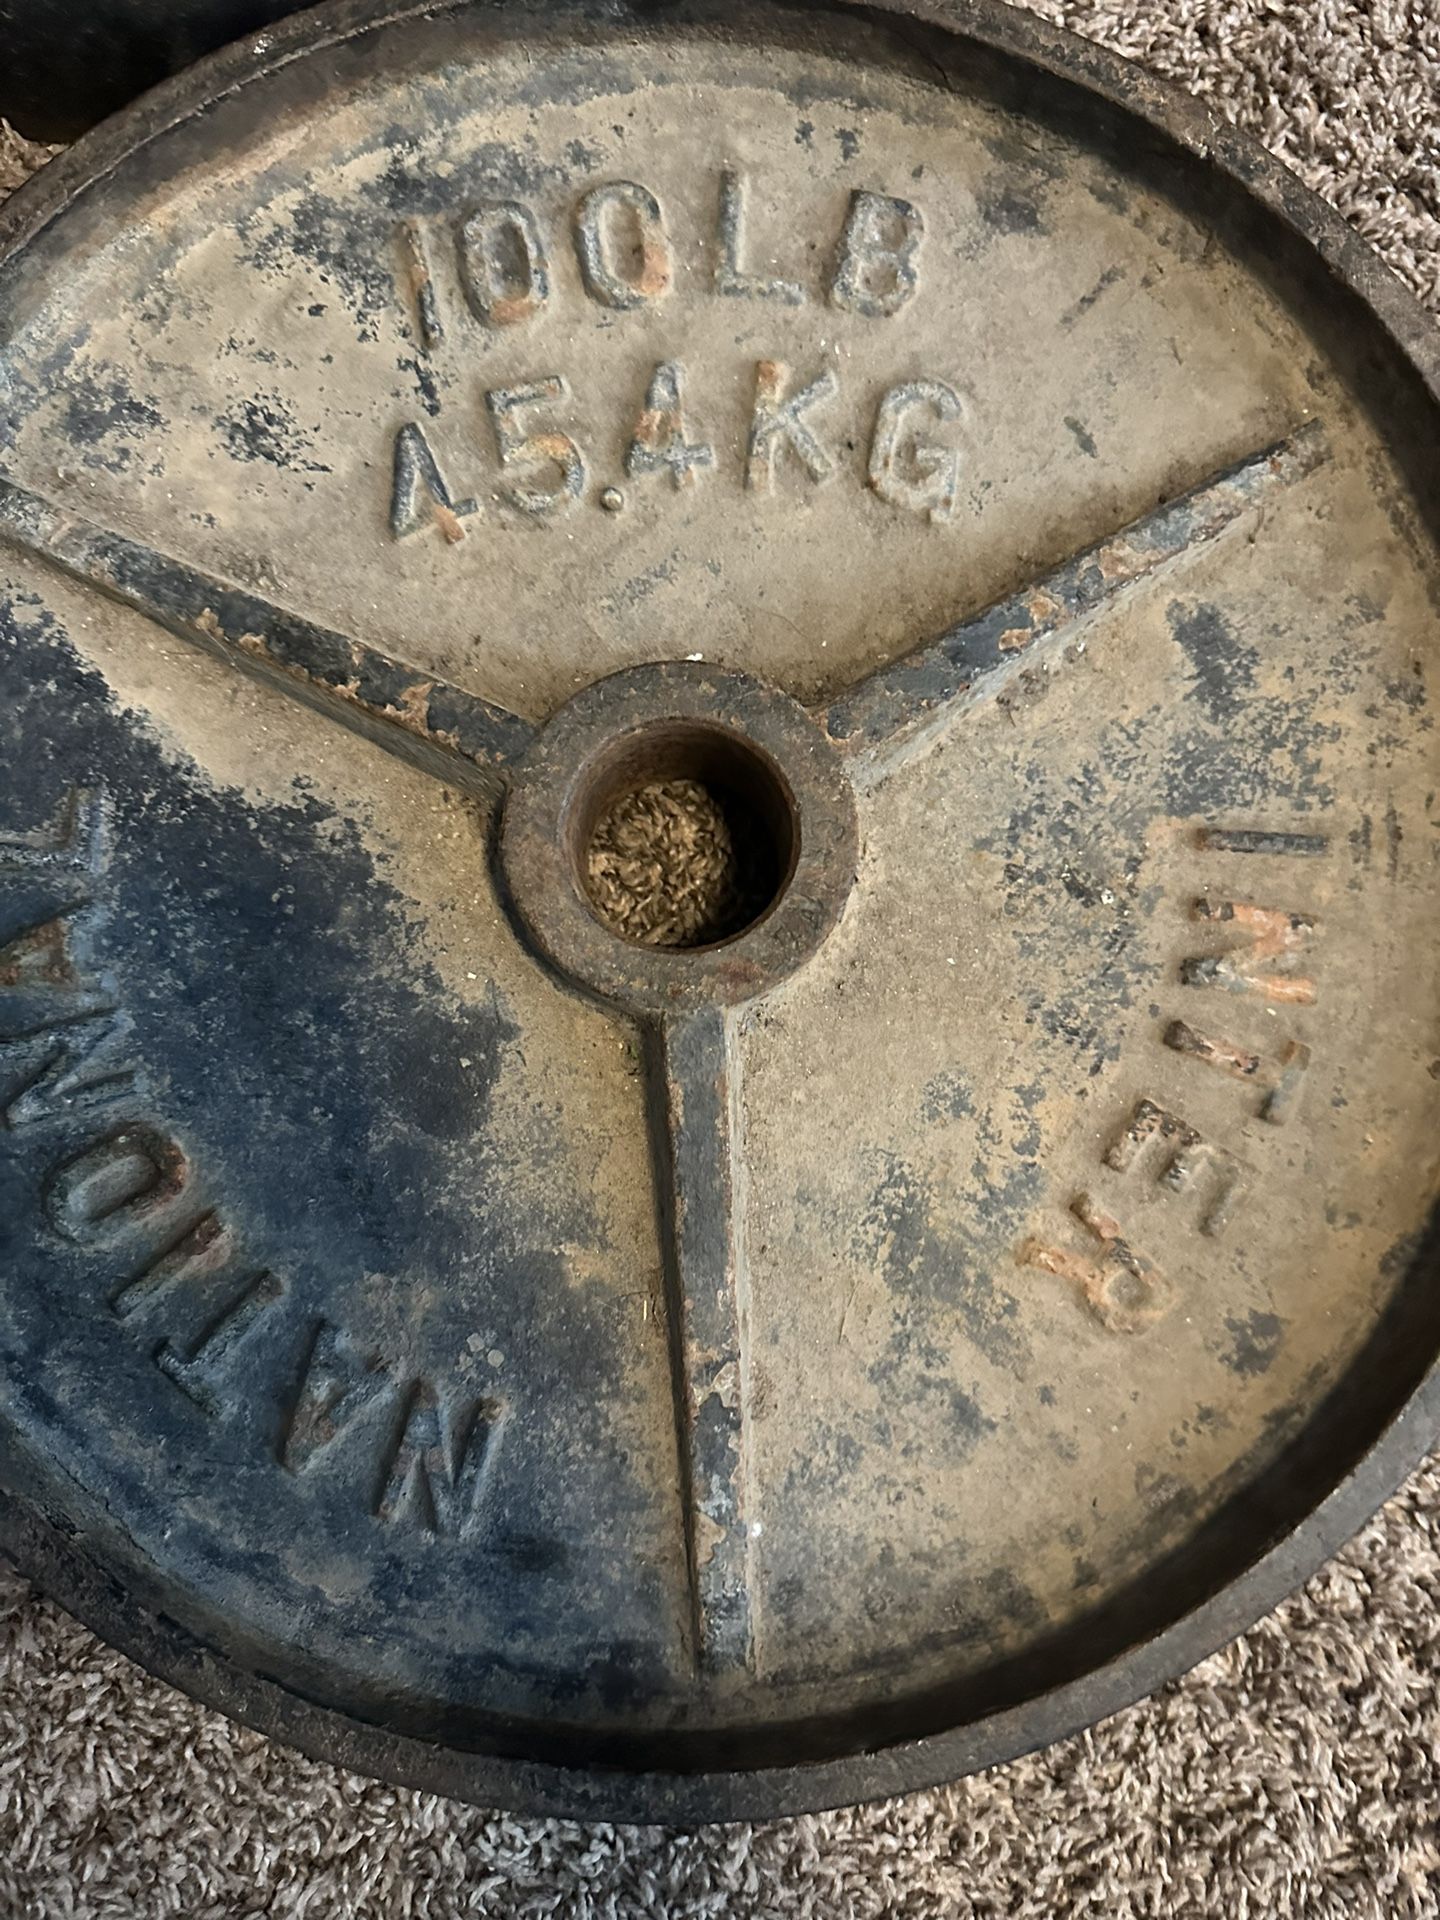 100 LB
45.4 KG
INTER
NATIONAL